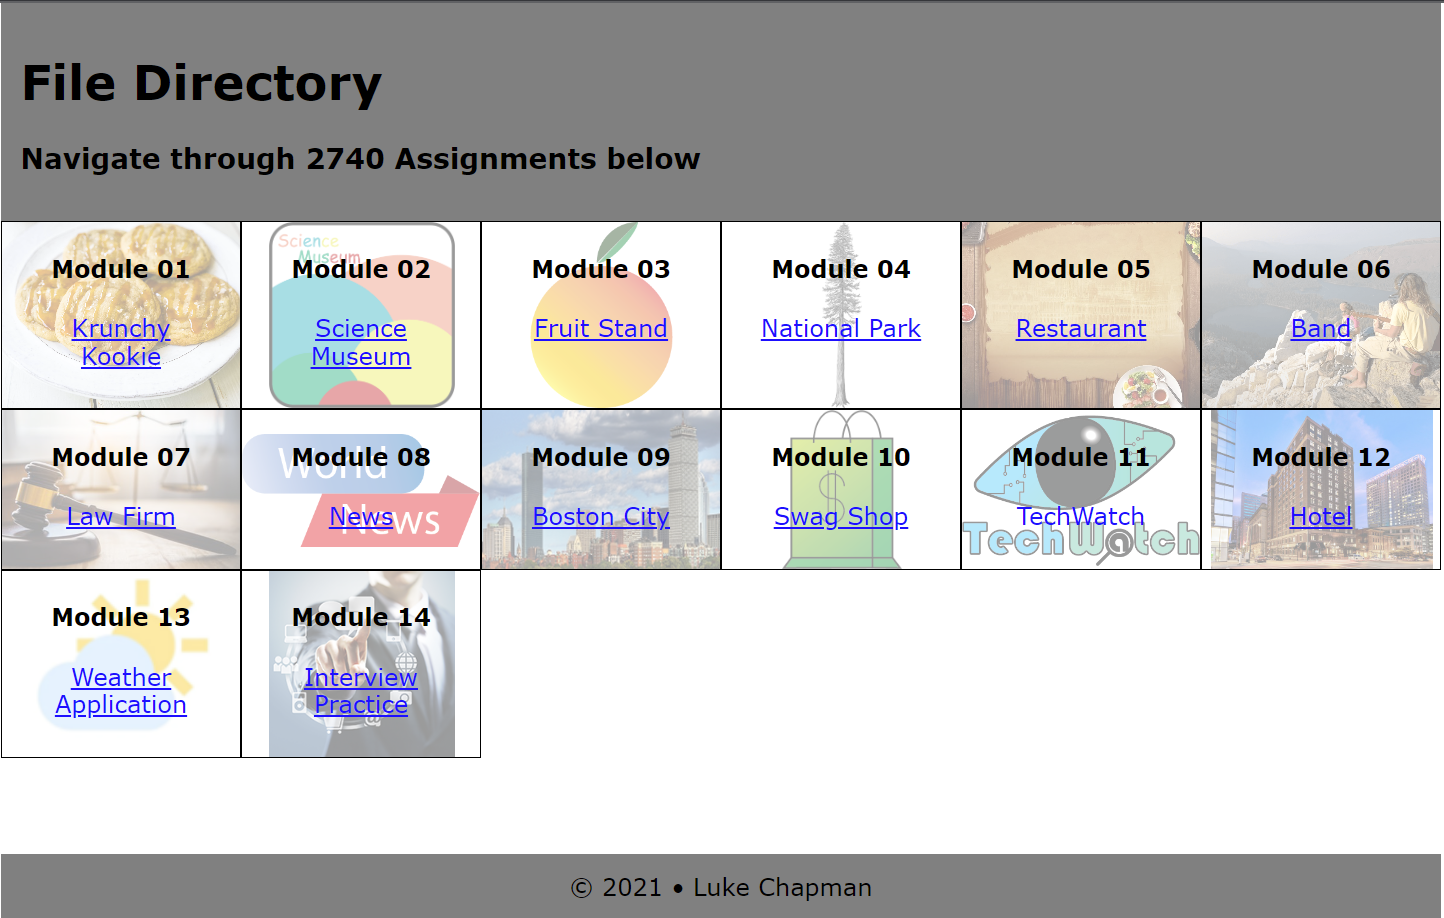 File Directory
Navigate through 2740 Assignments below
Science
Museum
Module 01
Module 02
Module 03
Module 04
Module 05
Module 06
Krunchy
Kookie
Science
Museum
Fruit Stand
National Park
Restaurant
Band
World
News
$
TechW@tch
Module 07
Module 08
Module 09
Module 10
Module 11
Module 12
Law Firm
News
Boston City
Swag Shop
TechWatch
Hotel
Module 13
Module 14
Weather
Application
Interview
Practice
@
© 2021 • Luke Chapman